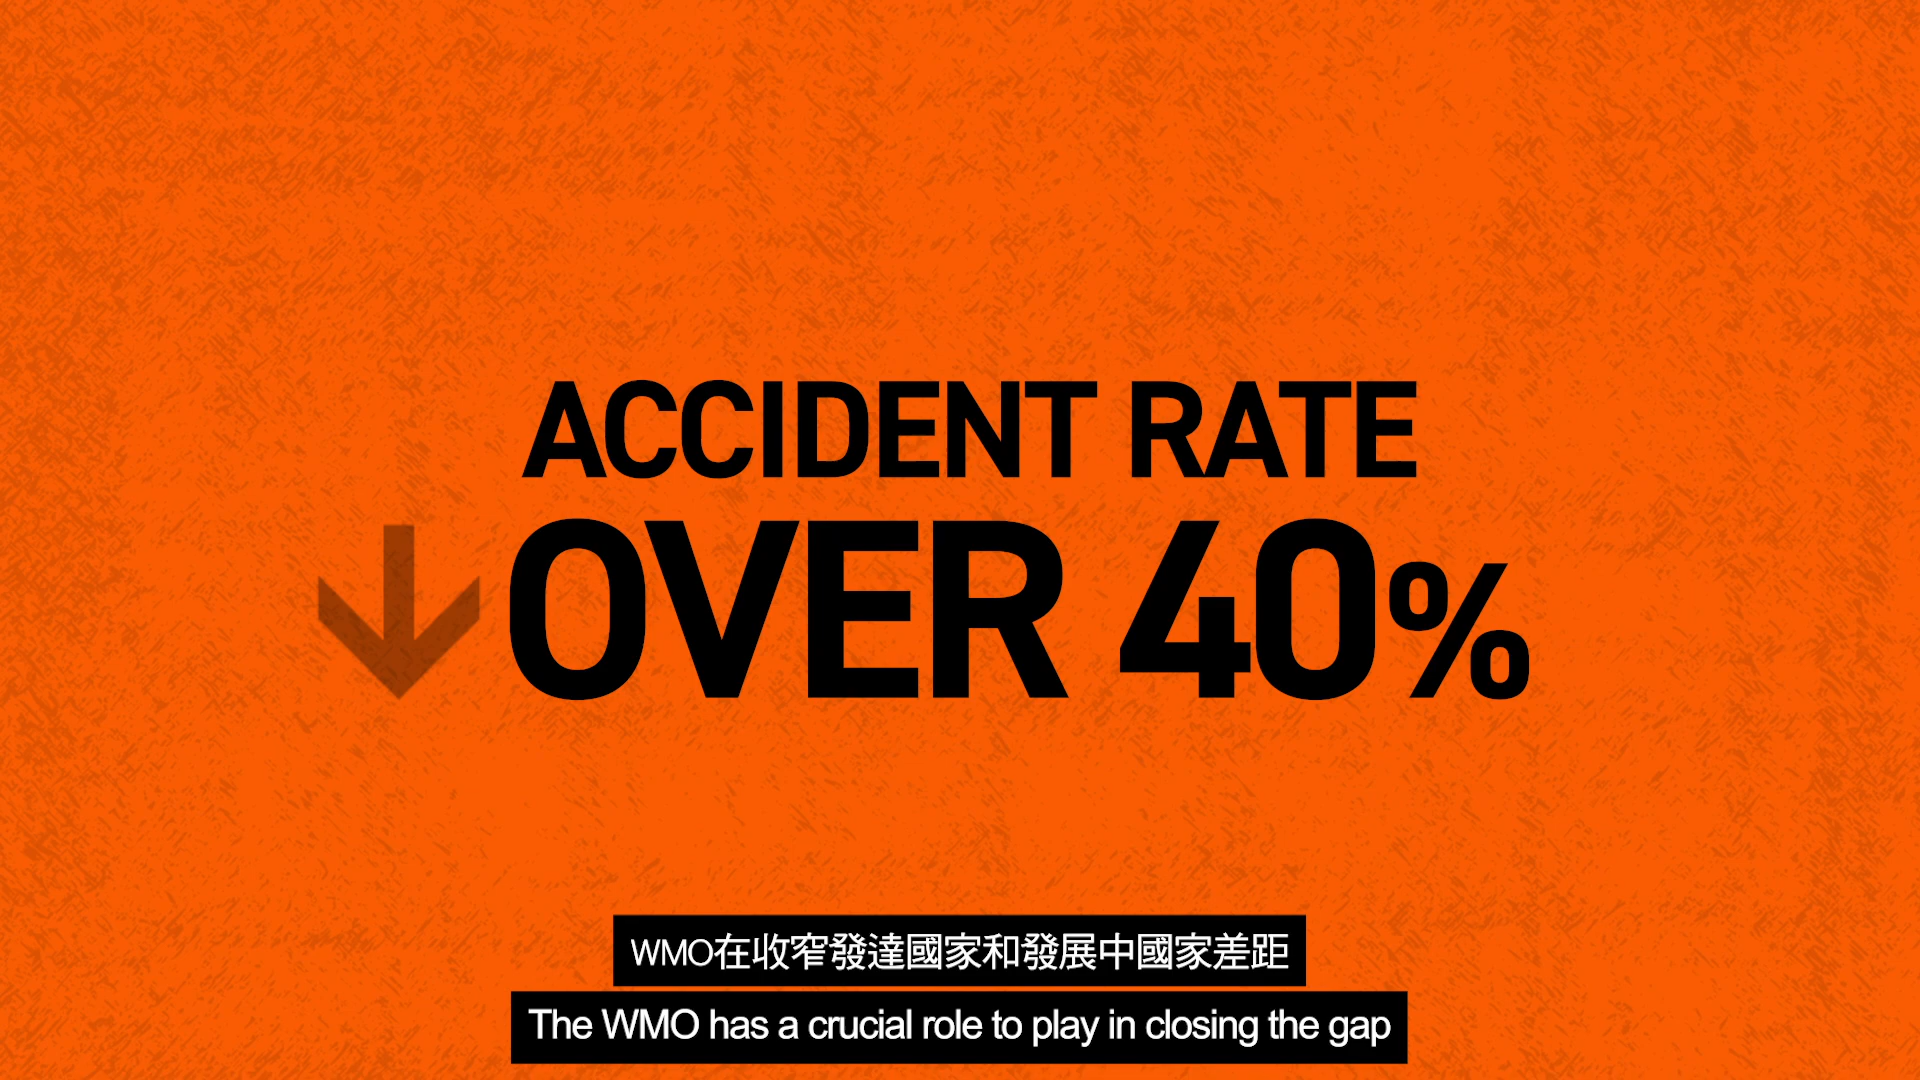 ACCIDENT RATE
OVER 40%
WMO在收窄發達國家和發展中國家差距
The WMO has a crucial role to play in closing the gap